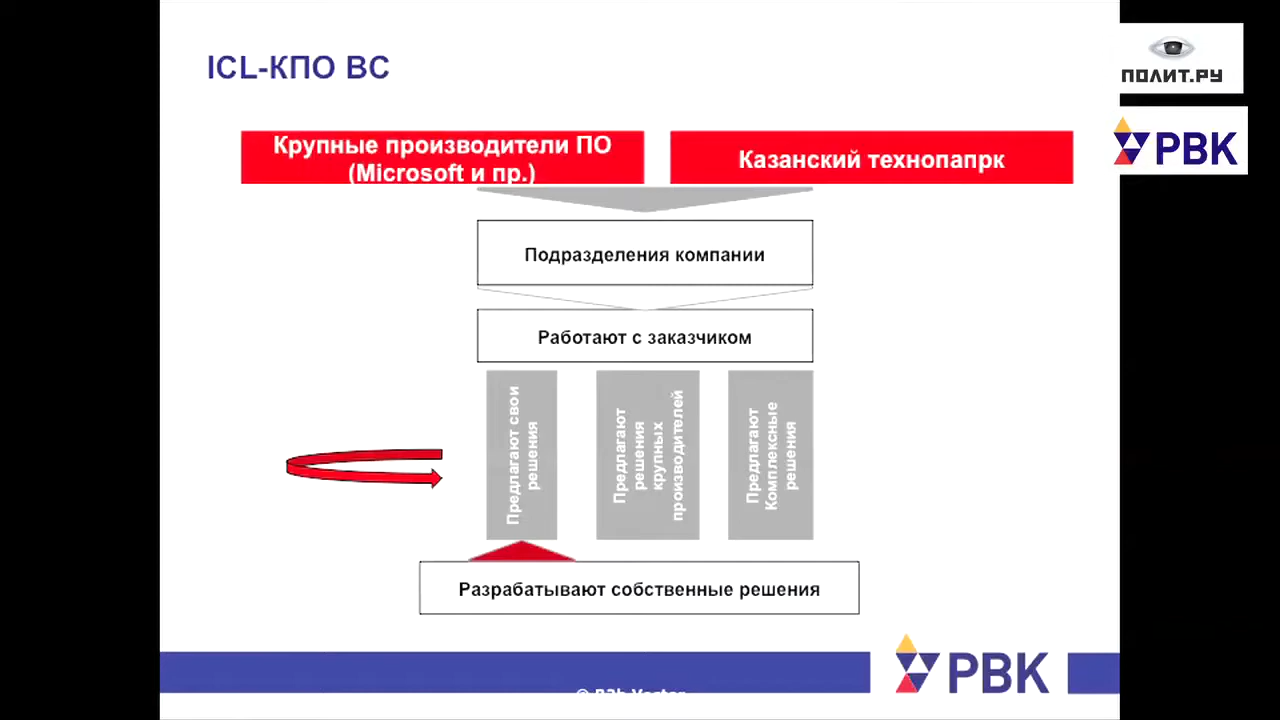 ICL-КПО ВС
Крупные производители ПО
(Microsoft и пр.)
Казанский технопапрк
Подразделения компании
Работают с заказчиком
Предлагают свои
решения
Предлагают
решения
крупных
производителей
Предлагают
Комплексные
решения
Разрабатывают собственные решения
РВК
ПОЛИТ.РУ
РВК